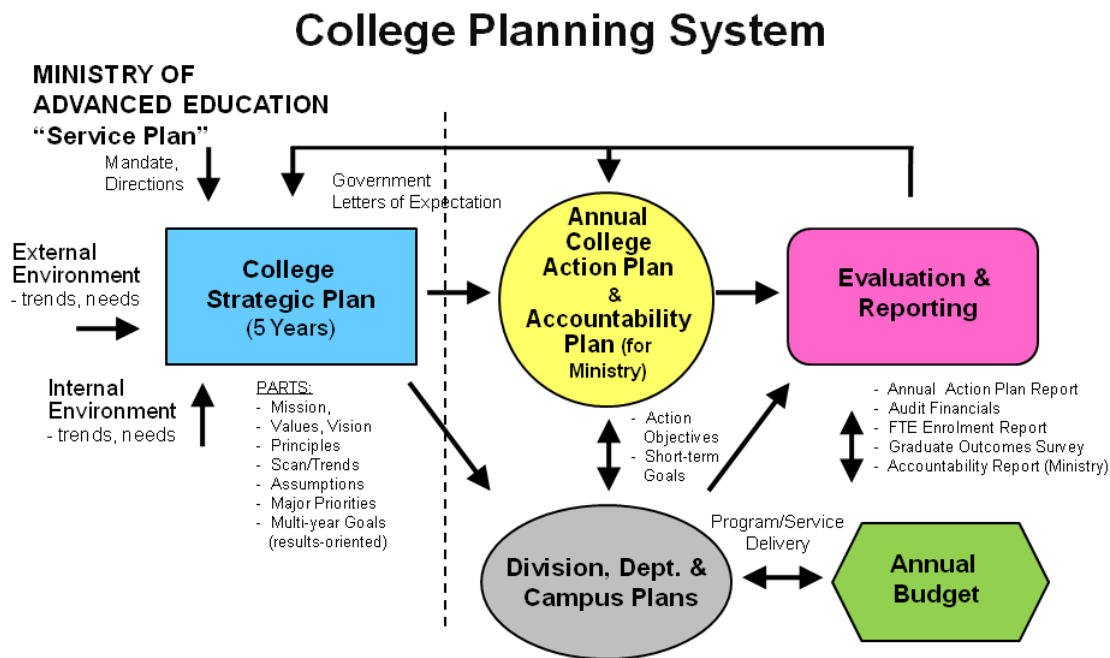 College Planning System
MINISTRY OF
ADVANCED EDUCATION
“Service Plan”
Mandate,
Directions
Government
Letters of Expectation
External
Environment
- trends, needs
College
Strategic Plan
(5 Years)
Annual
College
Action Plan
&
Accountability
Plan (for
Ministry)
Evaluation &
Reporting
Internal
Environment
- trends, needs
PARTS:
- Mission,
- Values, Vision
- Principles
- Scan/Trends
- Assumptions
- Major Priorities
- Multi-year Goals
(results-oriented)
- Action
Objectives
- Short-term
Goals
- Annual Action Plan Report
- Audit Financials
- FTE Enrolment Report
- Graduate Outcomes Survey
- Accountability Report (Ministry)
Division, Dept. &
Campus Plans
Program/Service
Delivery
Annual
Budget